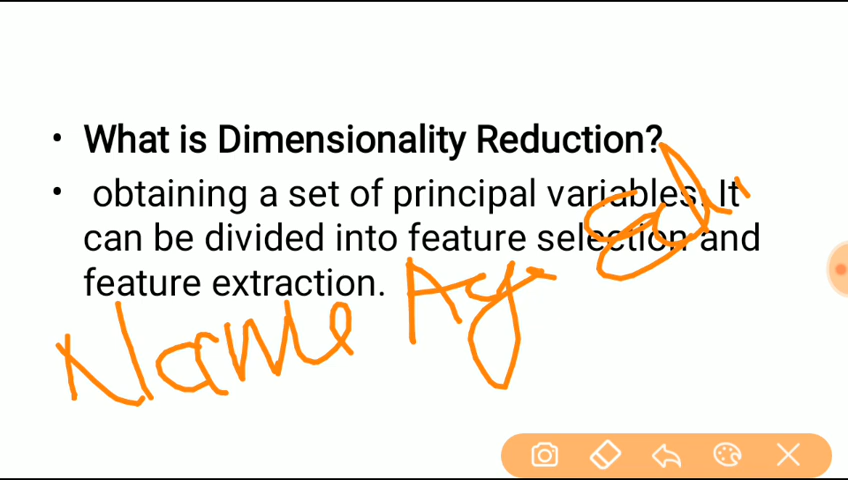 • What is Dimensionality Reduction?
• obtaining a set of principal variables. It
can be divided into feature selection and
feature extraction.
Name Age